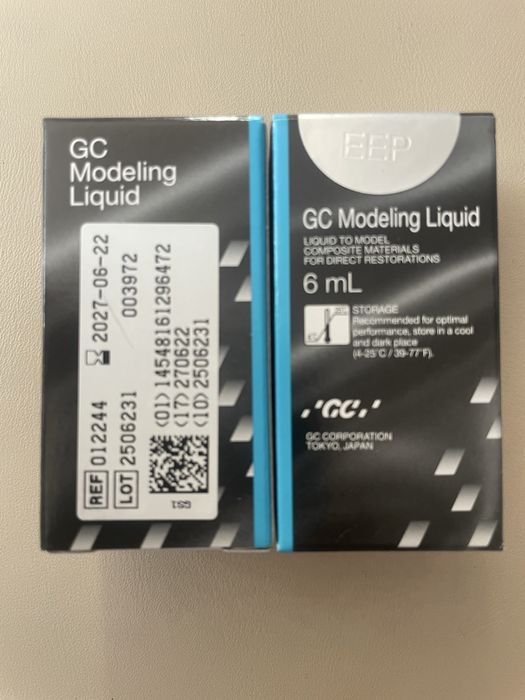 GC
Modeling
Liquid
2027-06-22
003972
REF 012244
LOT 2506231
(01)14548161296472
(17)270622
(10)2506231
GS1
EEP
GC Modeling Liquid
LIQUID TO MODEL
COMPOSITE MATERIALS
FOR DIRECT RESTORATIONS
6 mL
STORAGE
Recommended for optimal
performance, store in a cool
and dark place
(4-25°C / 39-77°F).
'GC,'
GC CORPORATION
TOKYO, JAPAN